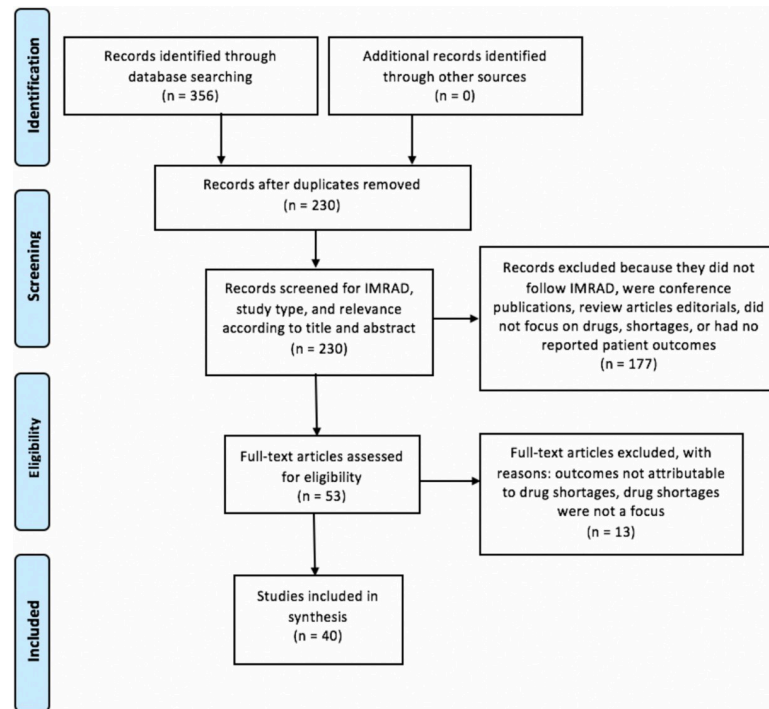 Identification
Records identified through
database searching
(n = 356)
Additional records identified
through other sources
(n = 0)
Records after duplicates removed
(n = 230)
Screening
Records screened for IMRAD,
study type, and relevance
according to title and abstract
(n = 230)
Records excluded because they did not
follow IMRAD, were conference
publications, review articles editorials, did
not focus on drugs, shortages, or had no
reported patient outcomes
(n = 177)
Eligibility
Full-text articles assessed
for eligibility
(n = 53)
Full-text articles excluded, with
reasons: outcomes not attributable
to drug shortages, drug shortages
were not a focus
(n = 13)
Included
Studies included in
synthesis
(n = 40)